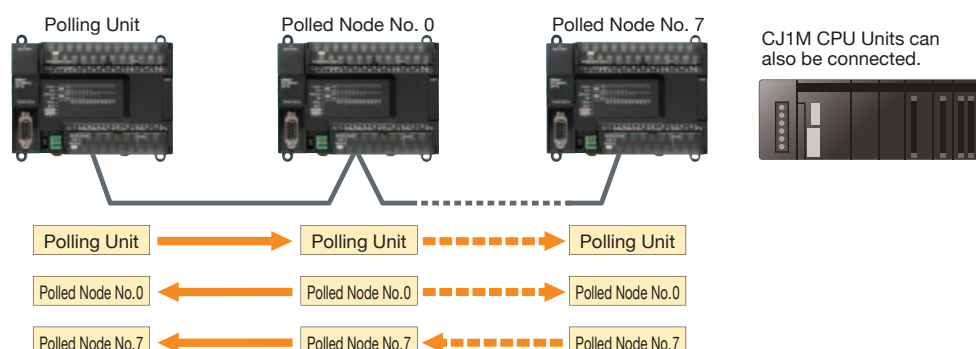 Polling Unit
Polled Node No. 0
Polled Node No. 7
CJ1M CPU Units can
also be connected.
Polling Unit
Polling Unit
Polling Unit
Polled Node No.0
Polled Node No.0
Polled Node No.0
Polled Node No.7
Polled Node No.7
Polled Node No.7